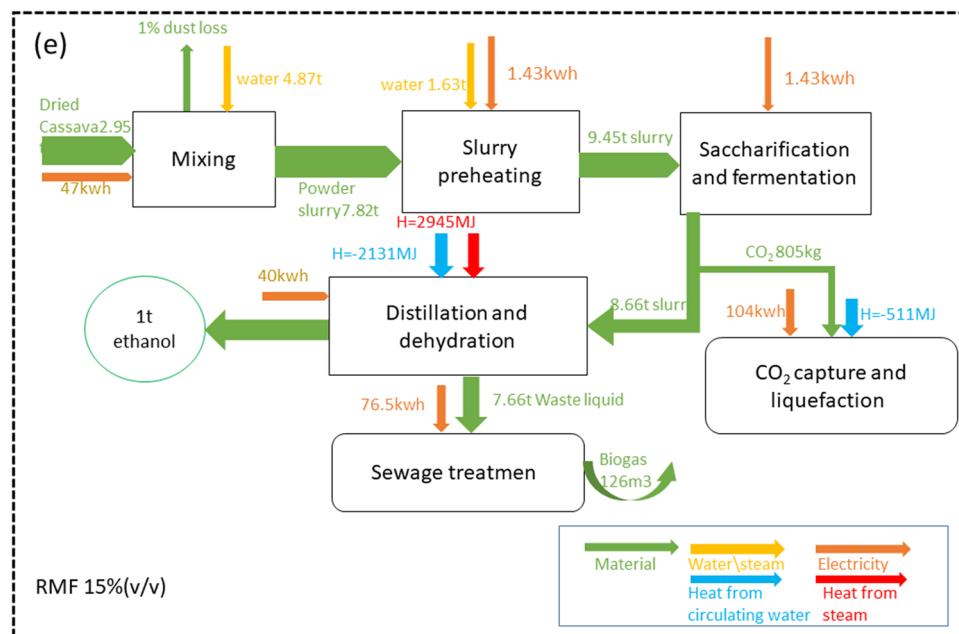 (e)
1% dust loss
water 4.87t
water 1.63t
1.43kwh
1.43kwh
Dried
Cassava2.95
47kwh
Mixing
Powder
slurry7.82t
Slurry
preheating
9.45t slurry
Saccharification
and fermentation
H=2945MJ
H=-2131MJ
CO2 805kg
40kwh
1t
ethanol
Distillation and
dehydration
8.66t slurr
104kwh
H=-511MJ
CO2 capture and
liquefaction
76.5kwh
7.66t Waste liquid
Sewage treatmen
Biogas
126m3
Material
Water\steam
Electricity
Heat from
circulating water
Heat from
steam
RMF 15%(v/v)